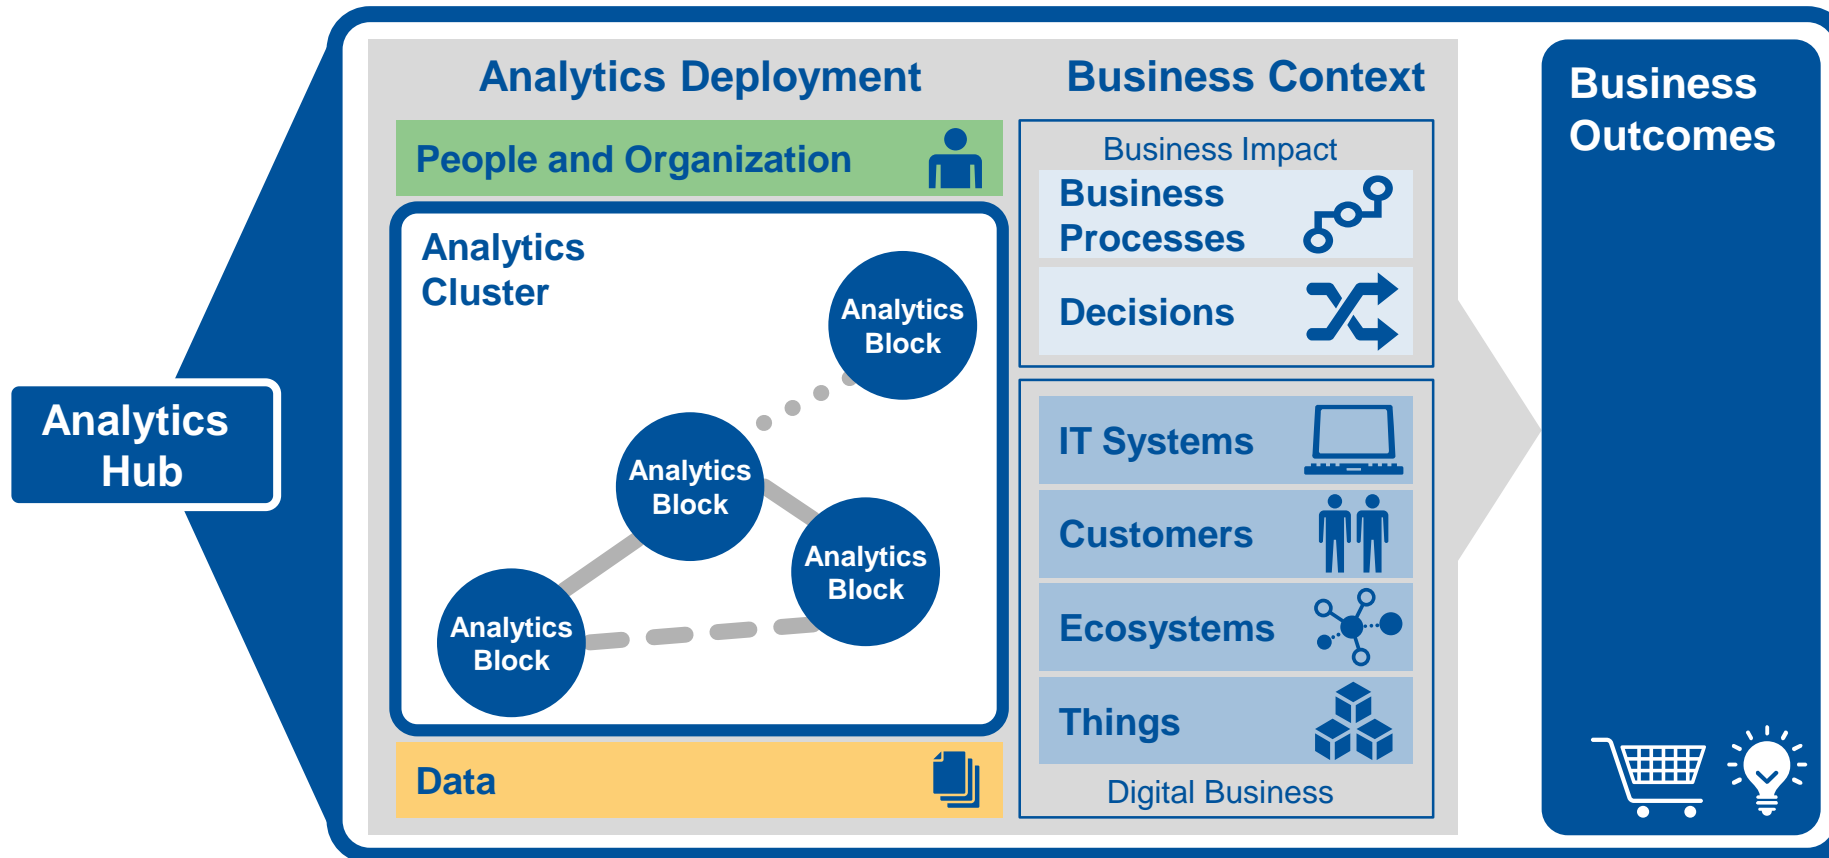 Analytics
Hub
Analytics Deployment
People and Organization
Analytics
Cluster
Analytics
Block
Analytics
Block
Analytics
Block
Analytics
Block
Data
Business Context
Business Impact
Business
Processes
Decisions
IT Systems
Customers
Ecosystems
Things
Digital Business
Business
Outcomes